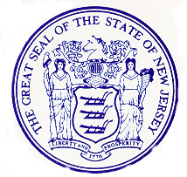 THE GREAT SEAL OF THE STATE OF NEW JERSEY
LIBERTY AND PROSPERITY
1776